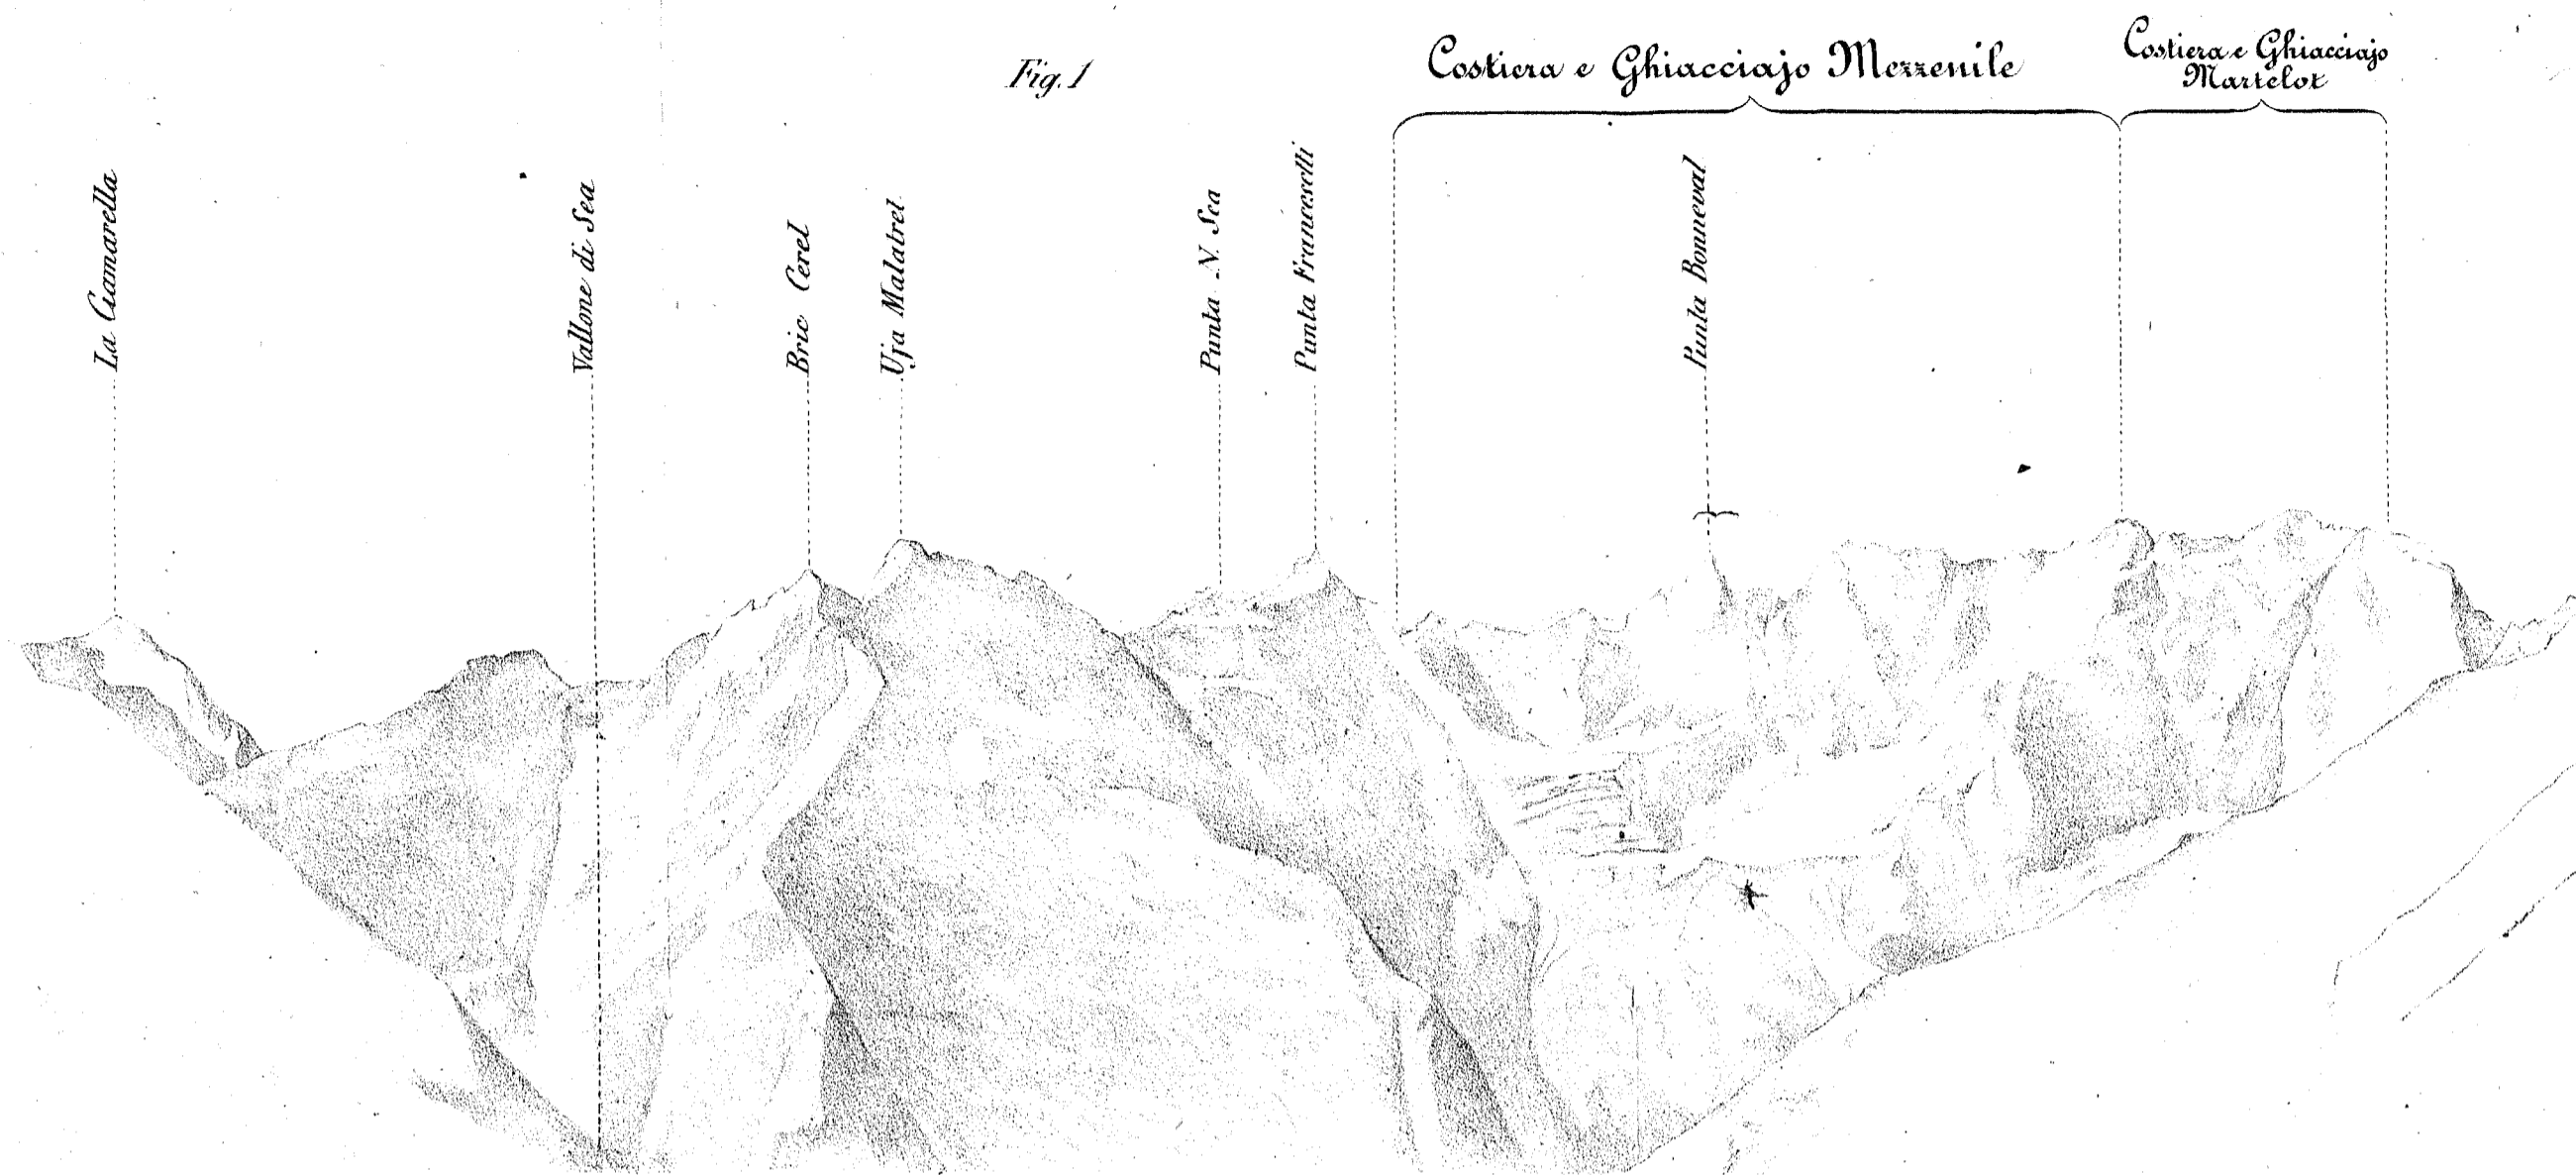 Fig. 1
Costiera e Ghiacciajo Mezzenile
Costiera e Ghiacciajo
Martelot
La Ciamarella
Vallone di Sea
Bric Cerel
Uja Malatrel
Punta N. Sea
Punta Francesetti
Punta Bonneval